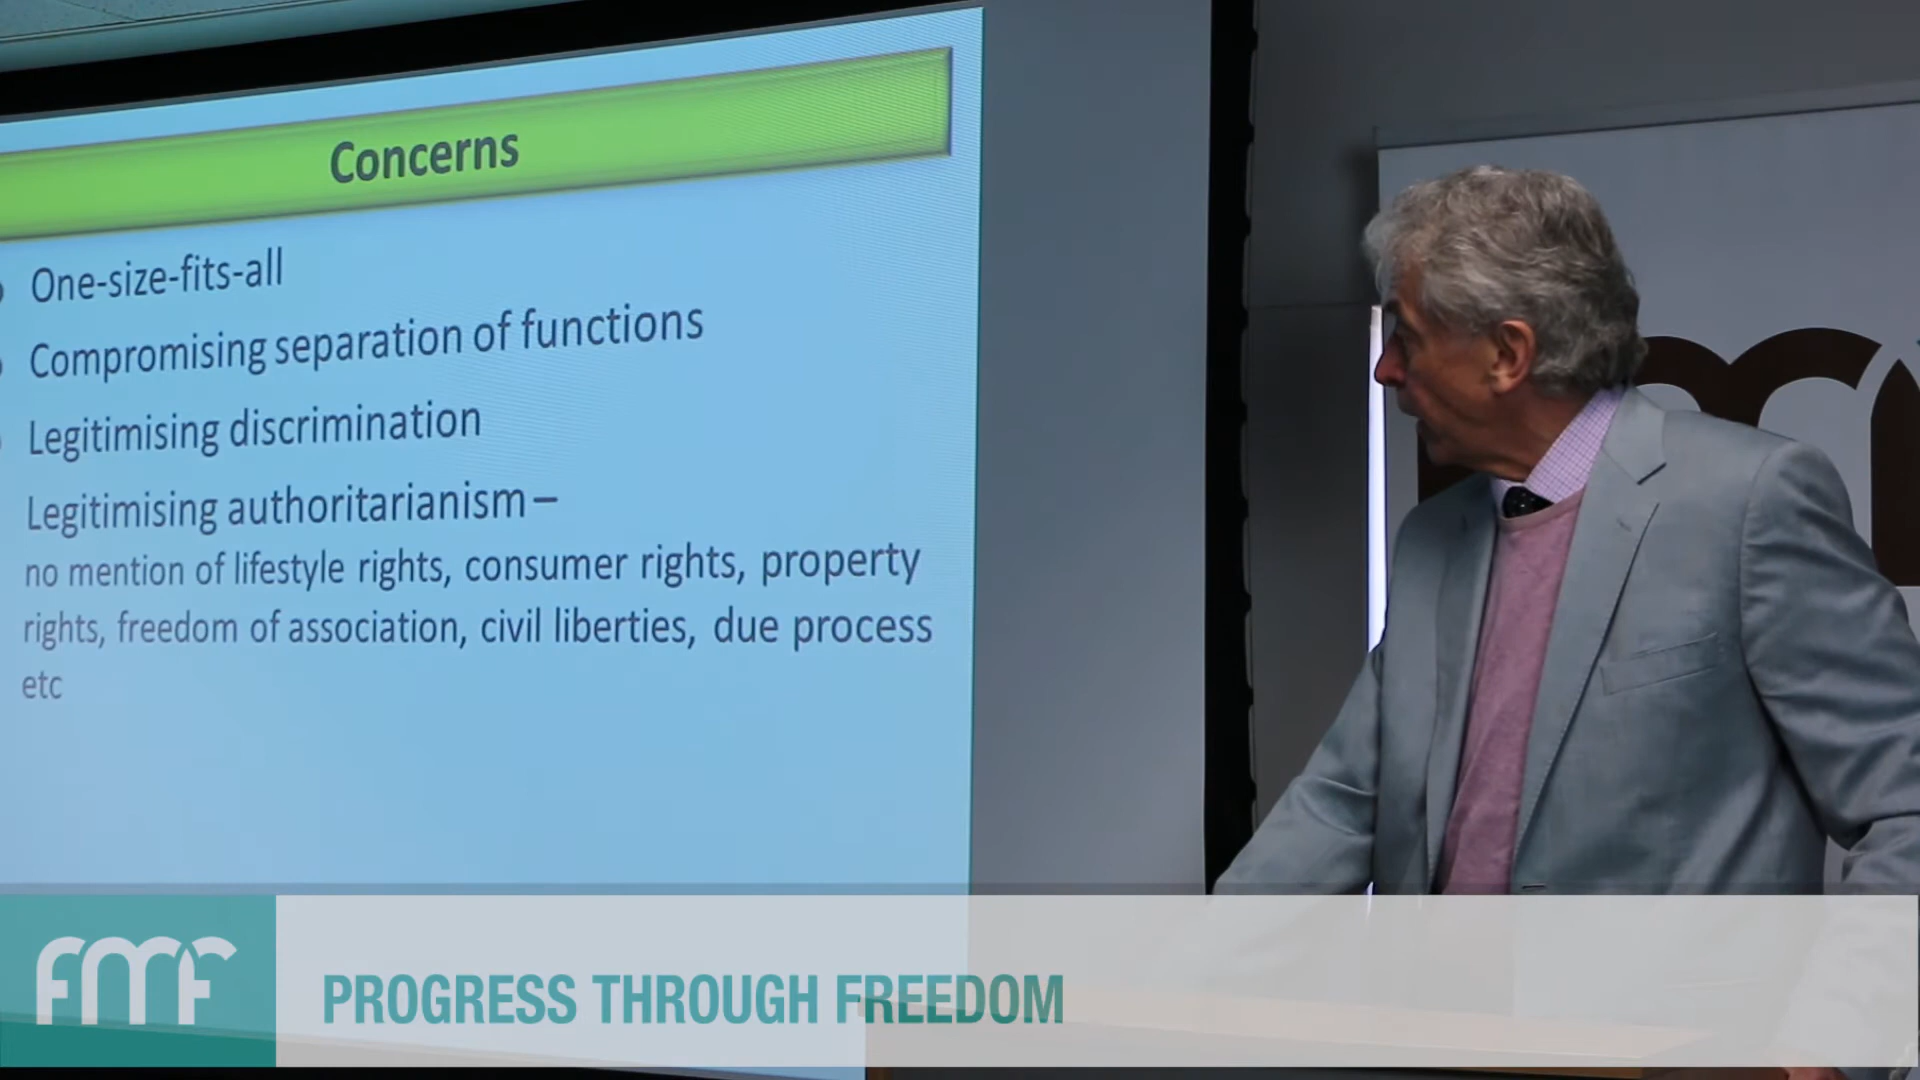 Concerns
One-size-fits-all
Compromising separation of functions
Legitimising discrimination
Legitimising authoritarianism –
no mention of lifestyle rights, consumer rights, property
rights, freedom of association, civil liberties, due process
etc
fmf
PROGRESS THROUGH FREEDOM